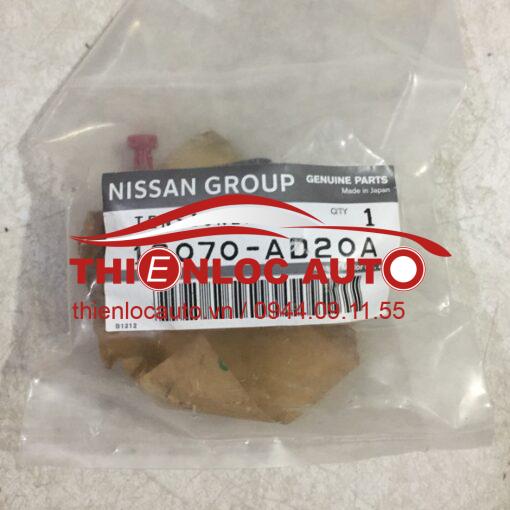 NISSAN GROUP
GENUINE PARTS
Made in Japan
QTY 1
13070-AD20A
THIENLOC AUTO
thienlocauto.vn / 0944.09.11.55
B1212